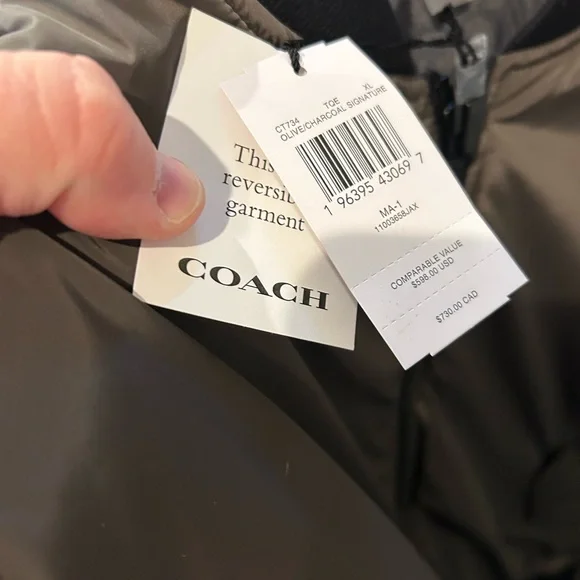 This
reversib
garment
COACH
CT734 TOE XL
OLIVE/CHARCOAL SIGNATURE
1 96395 43069 7
MA-1
11003658JAX
COMPARABLE VALUE
$598.00 USD
$730.00 CAD